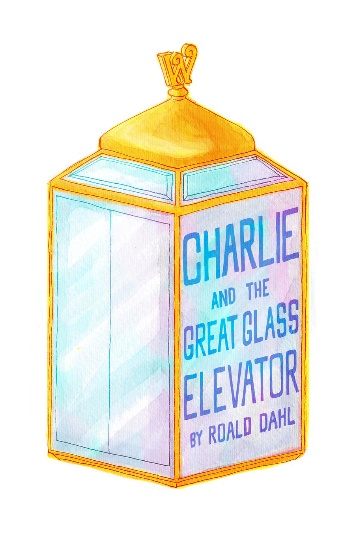 W
CHARLIE
AND THE
GREAT GLASS
ELEVATOR
BY ROALD DAHL